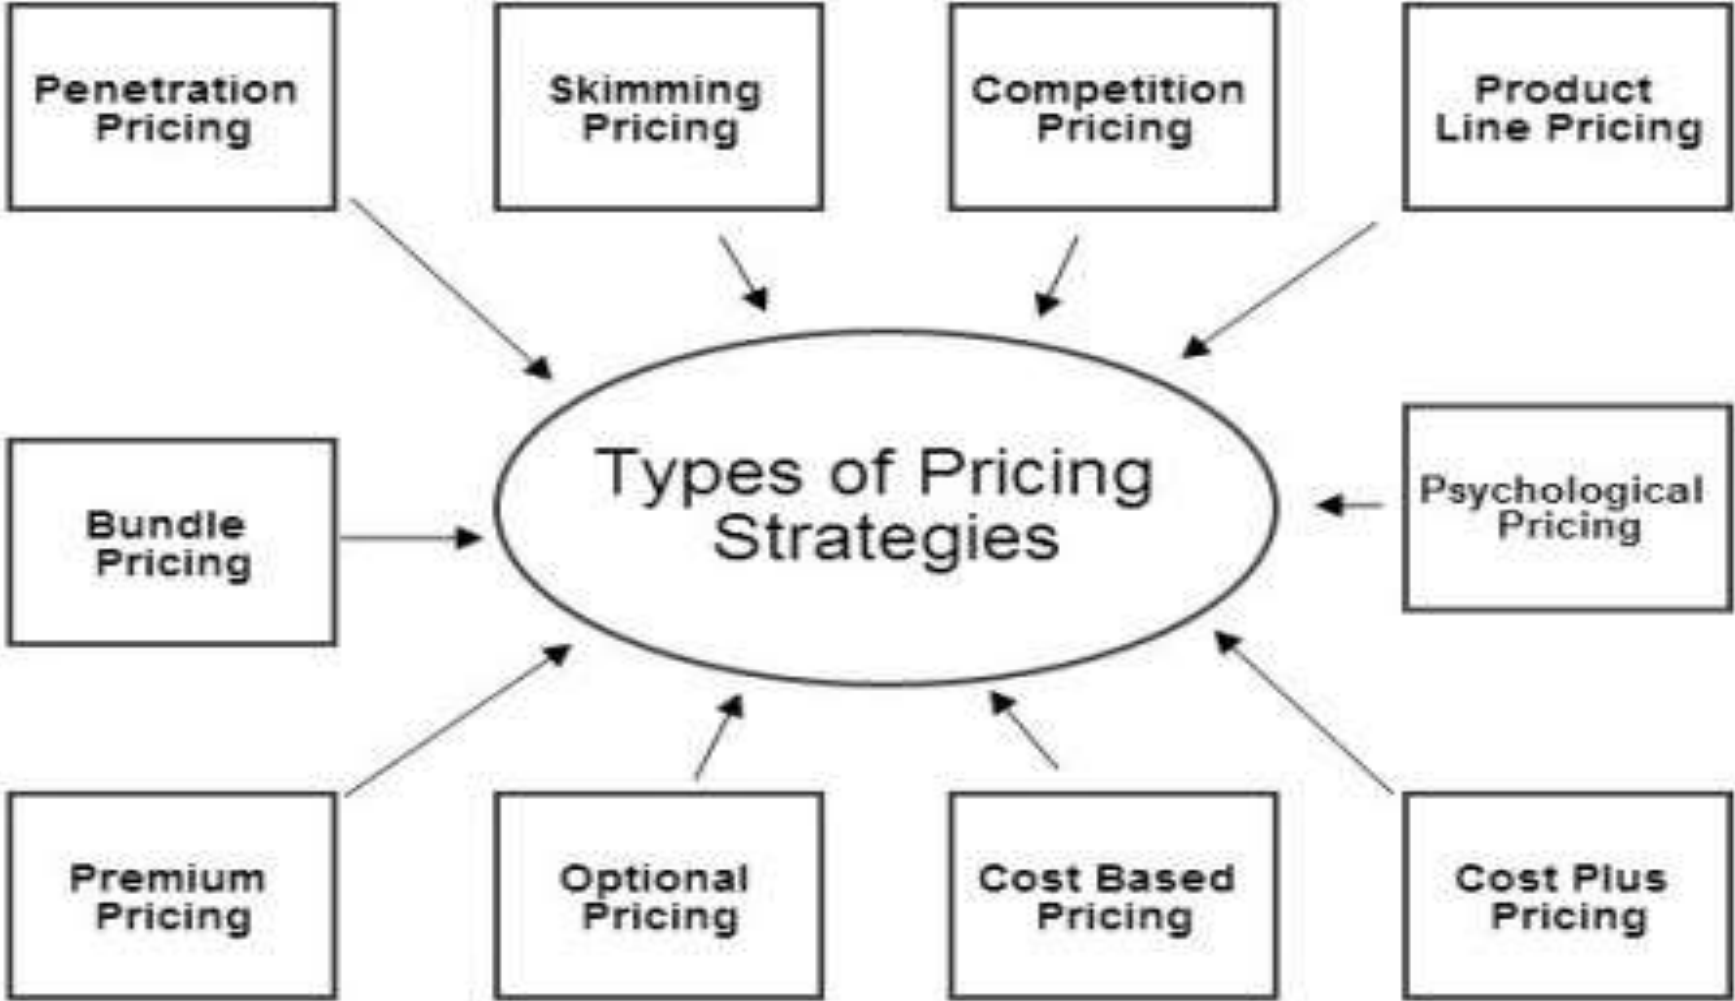 Penetration
Pricing
Skimming
Pricing
Competition
Pricing
Product
Line Pricing
Types of Pricing
Strategies
Bundle
Pricing
Psychological
Pricing
Premium
Pricing
Optional
Pricing
Cost Based
Pricing
Cost Plus
Pricing